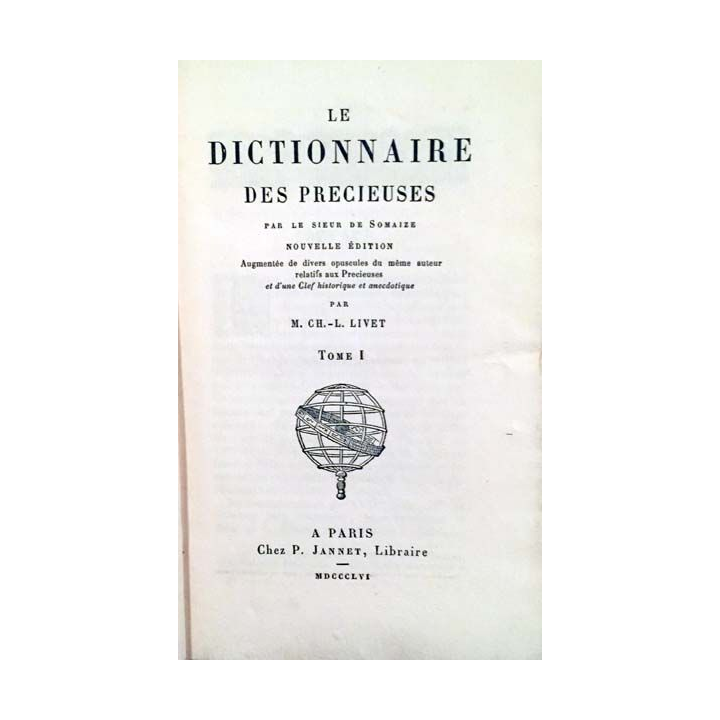 LE
DICTIONNAIRE
DES PRECIEUSES
PAR LE SIEUR DE SOMAIZE
NOUVELLE ÉDITION
Augmentée de divers opuscules du même auteur
relatifs aux Precieuses
et d'une Clef historique et anecdotique
PAR
M. CH.-L. LIVET
TOME I
A PARIS
Chez P. JANNET, Libraire
MDCCCLVI